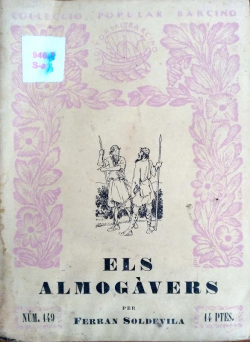 COL·LECCIÓ POPULAR BARCINO
ELS
ALMOGÀVERS
PER
FERRAN SOLDEVILA
NÚM. 149
14 PTES.